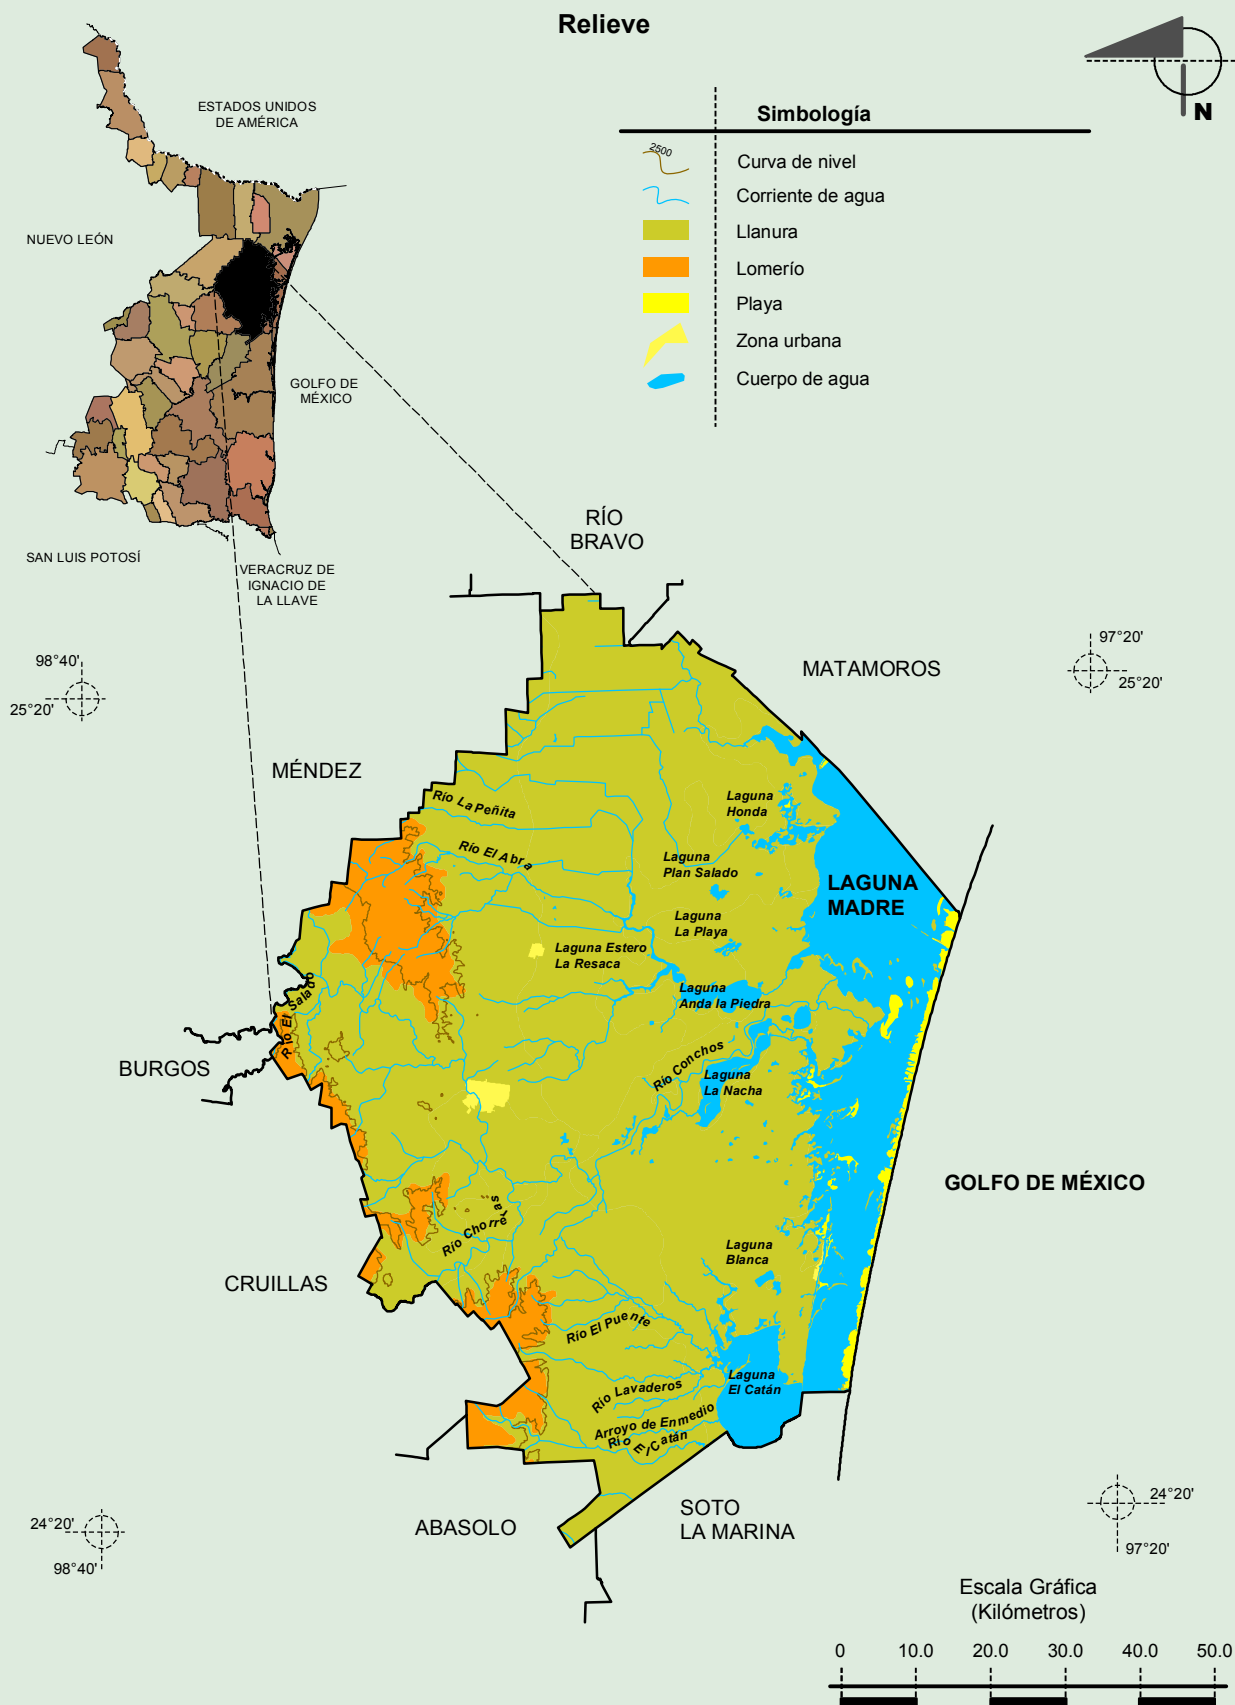 Relieve
N
Simbología
2500
Curva de nivel
Corriente de agua
Llanura
Lomerío
Playa
Zona urbana
Cuerpo de agua
ESTADOS UNIDOS
DE AMÉRICA
NUEVO LEÓN
GOLFO DE
MÉXICO
SAN LUIS POTOSÍ
VERACRUZ DE
IGNACIO DE
LA LLAVE
RÍO
BRAVO
98°40'
25°20'
97°20'
25°20'
MATAMOROS
MÉNDEZ
Río La Peñita
Laguna
Honda
Río El Abra
Laguna
Plan Salado
LAGUNA
MADRE
Laguna
La Playa
Laguna Estero
La Resaca
Río El Salado
Laguna
Anda la Piedra
BURGOS
Río Conchos
Laguna
La Nacha
GOLFO DE MÉXICO
Río Chorreras
Laguna
Blanca
CRUILLAS
Río El Puente
Laguna
El Catán
Río Lavaderos
Arroyo de Enmedio
Río El Catán
ABASOLO
SOTO
LA MARINA
24°20'
98°40'
24°20'
97°20'
Escala Gráfica
(Kilómetros)
0 10.0 20.0 30.0 40.0 50.0